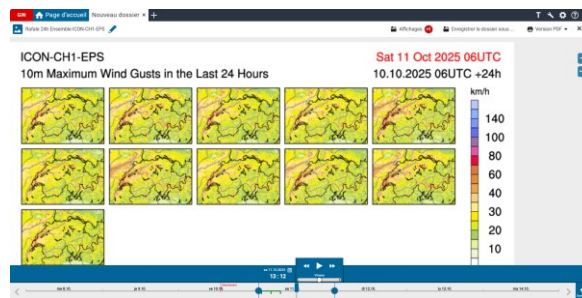 GIN Page d'accueil Nouveau dossier × +
Rafale 24h Ensemble ICON-CH1-EPS
Affichages Enregistrer le dossier sous ... Version PDF
ICON-CH1-EPS
Sat 11 Oct 2025 06UTC
10m Maximum Wind Gusts in the Last 24 Hours
10.10.2025 06UTC +24h
km/h
140
100
80
60
40
30
20
10
13:12